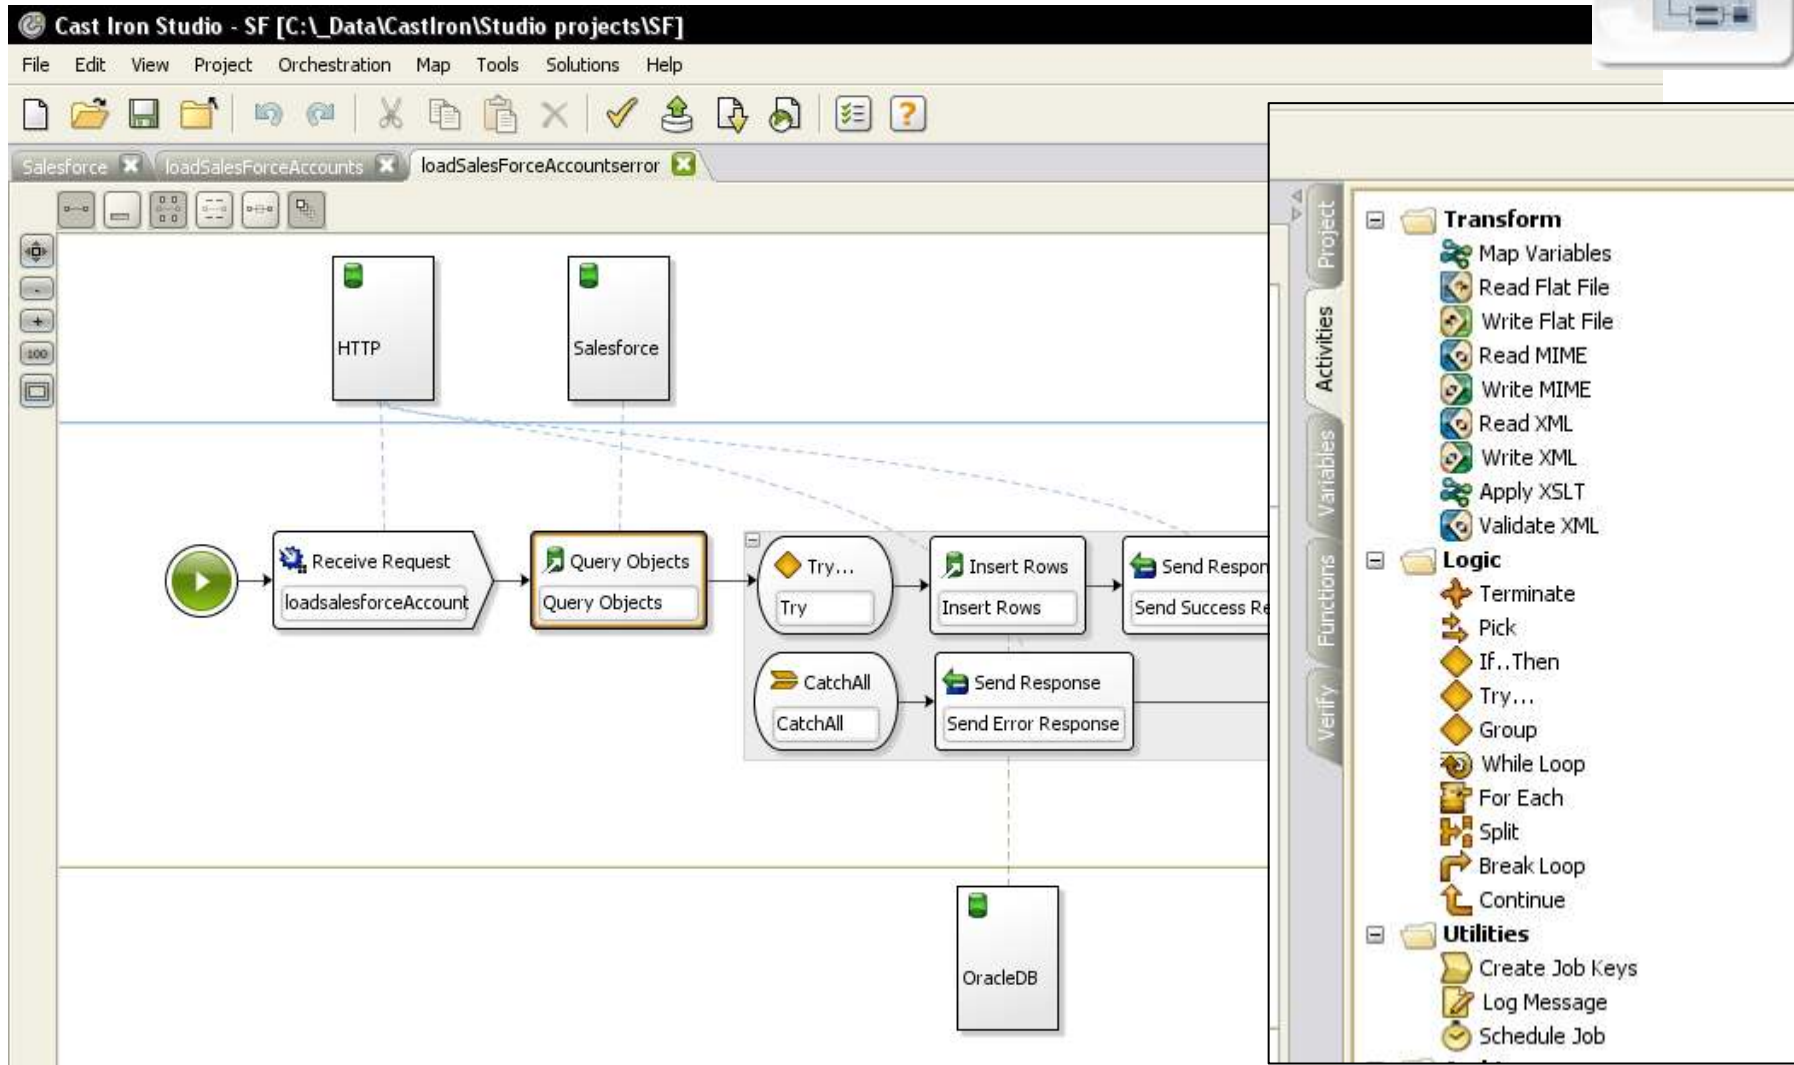 Cast Iron Studio - SF [C:\_Data\CastIron\Studio projects\SF]
File Edit View Project Orchestration Map Tools Solutions Help
Salesforce loadSalesForceAccounts loadSalesForceAccountserror
100
HTTP
Salesforce
Receive Request
loadsalesforceAccount
Query Objects
Query Objects
Try...
Try
Insert Rows
Insert Rows
Send Respon
Send Success Re
CatchAll
CatchAll
Send Response
Send Error Response
OracleDB
Project
Activities
Variables
Functions
Verify
Transform
Map Variables
Read Flat File
Write Flat File
Read MIME
Write MIME
Read XML
Write XML
Apply XSLT
Validate XML
Logic
Terminate
Pick
If..Then
Try...
Group
While Loop
For Each
Split
Break Loop
Continue
Utilities
Create Job Keys
Log Message
Schedule Job